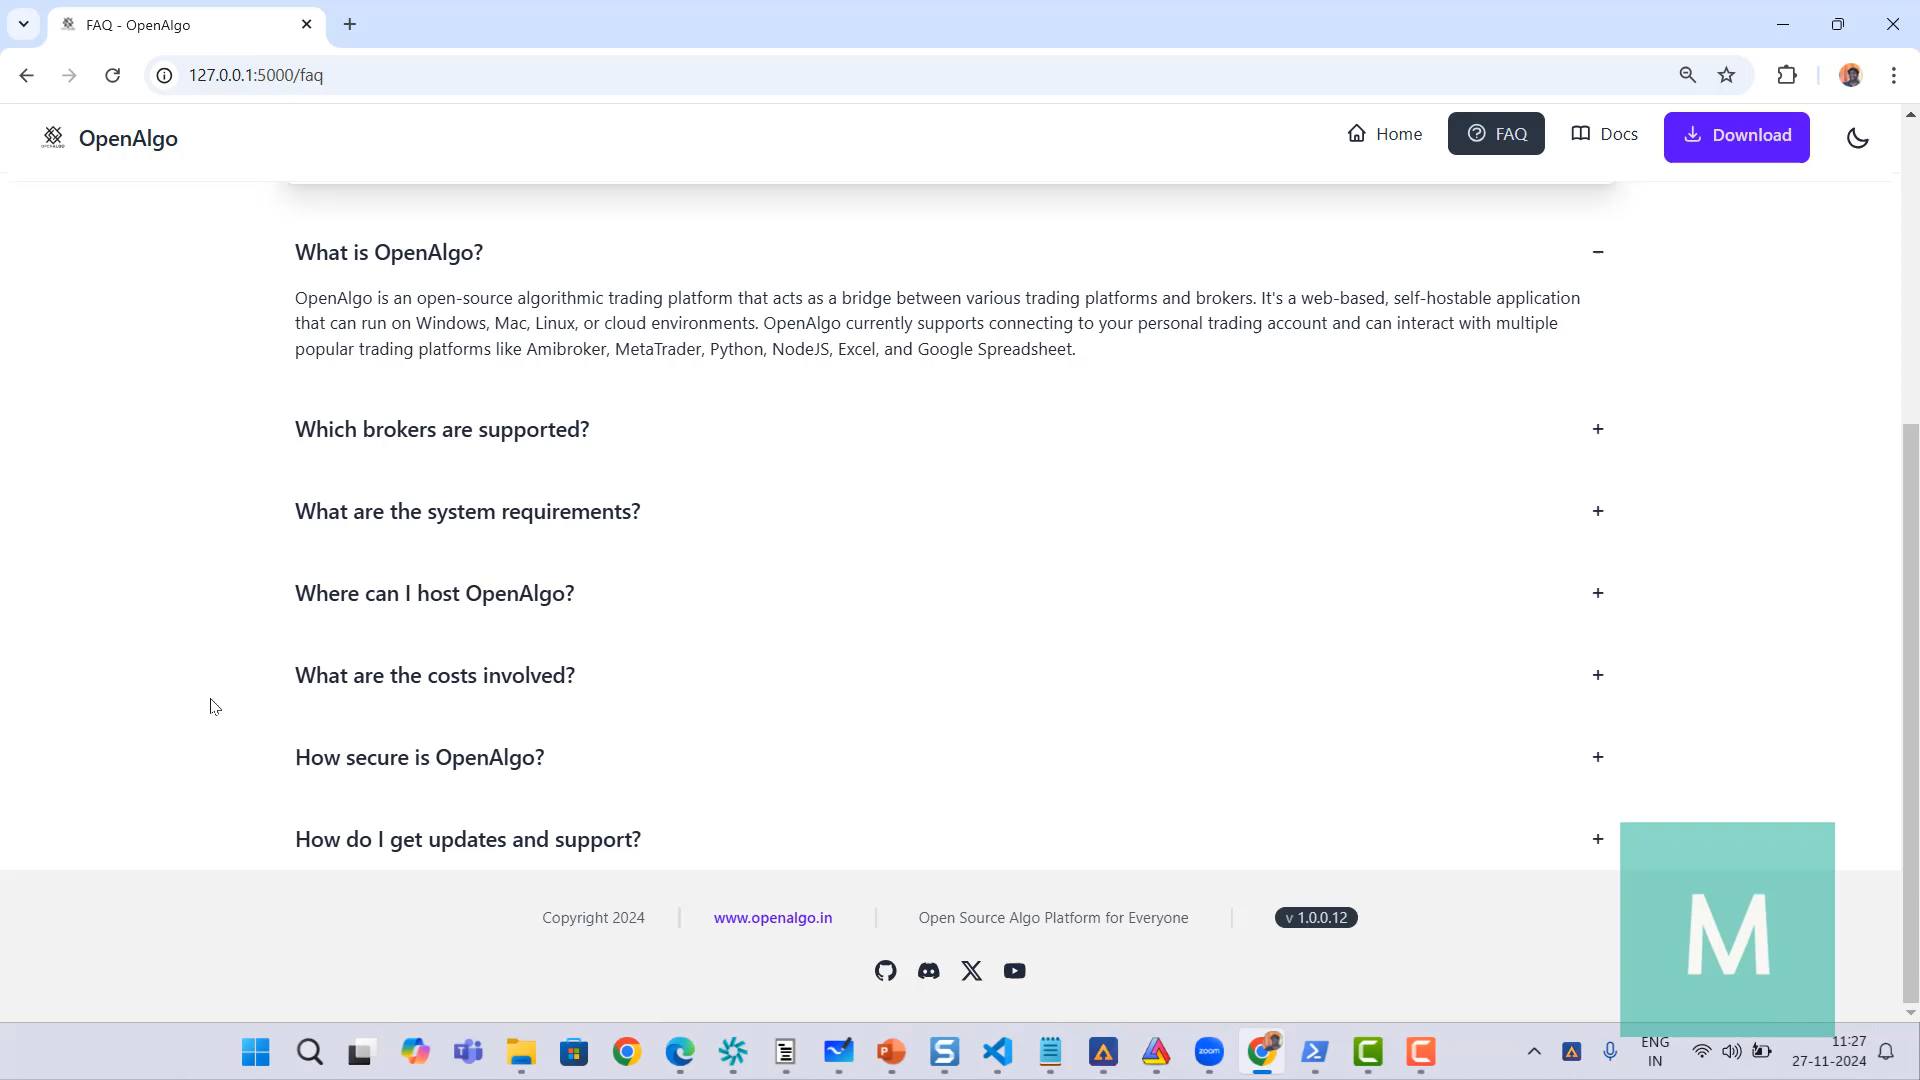 FAQ - OpenAlgo
127.0.0.1:5000/faq
OpenAlgo
Home
FAQ
Docs
Download
What is OpenAlgo?
OpenAlgo is an open-source algorithmic trading platform that acts as a bridge between various trading platforms and brokers. It's a web-based, self-hostable application
that can run on Windows, Mac, Linux, or cloud environments. OpenAlgo currently supports connecting to your personal trading account and can interact with multiple
popular trading platforms like Amibroker, MetaTrader, Python, NodeJS, Excel, and Google Spreadsheet.
Which brokers are supported?
What are the system requirements?
Where can I host OpenAlgo?
What are the costs involved?
How secure is OpenAlgo?
How do I get updates and support?
Copyright 2024
www.openalgo.in
Open Source Algo Platform for Everyone
v 1.0.0.12
M
zoom
ENG
IN
11:27
27-11-2024